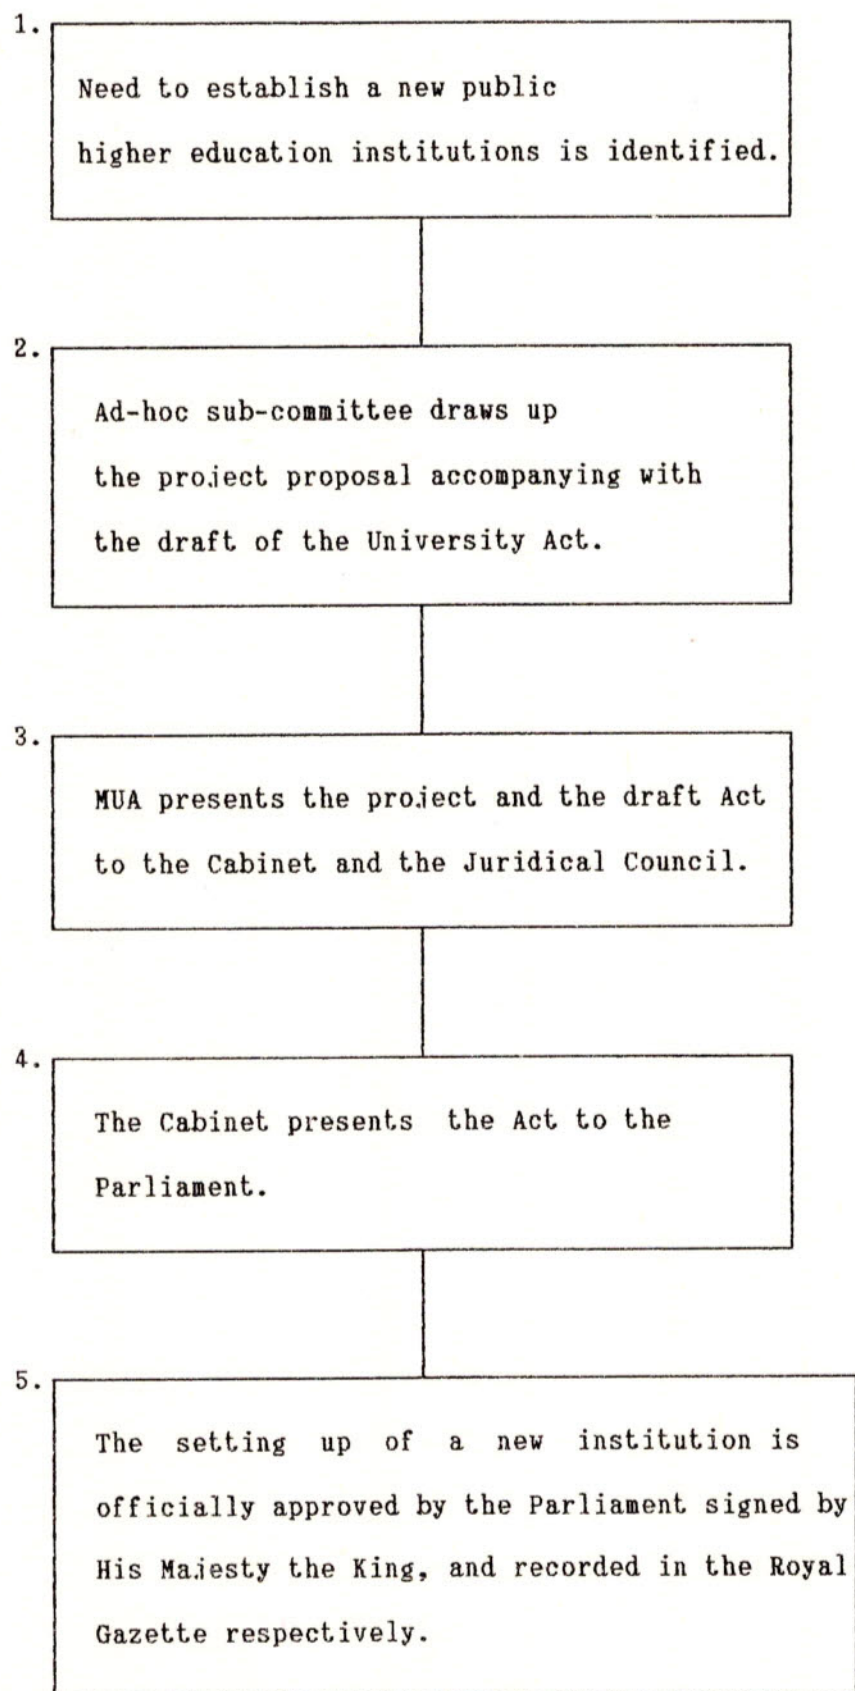 1.
Need to establish a new public
higher education institutions is identified.
2.
Ad-hoc sub-committee draws up
the project proposal accompanying with
the draft of the University Act.
3.
MUA presents the project and the draft Act
to the Cabinet and the Juridical Council.
4.
The Cabinet presents the Act to the
Parliament.
5.
The setting up of a new institution is
officially approved by the Parliament signed by
His Majesty the King, and recorded in the Royal
Gazette respectively.